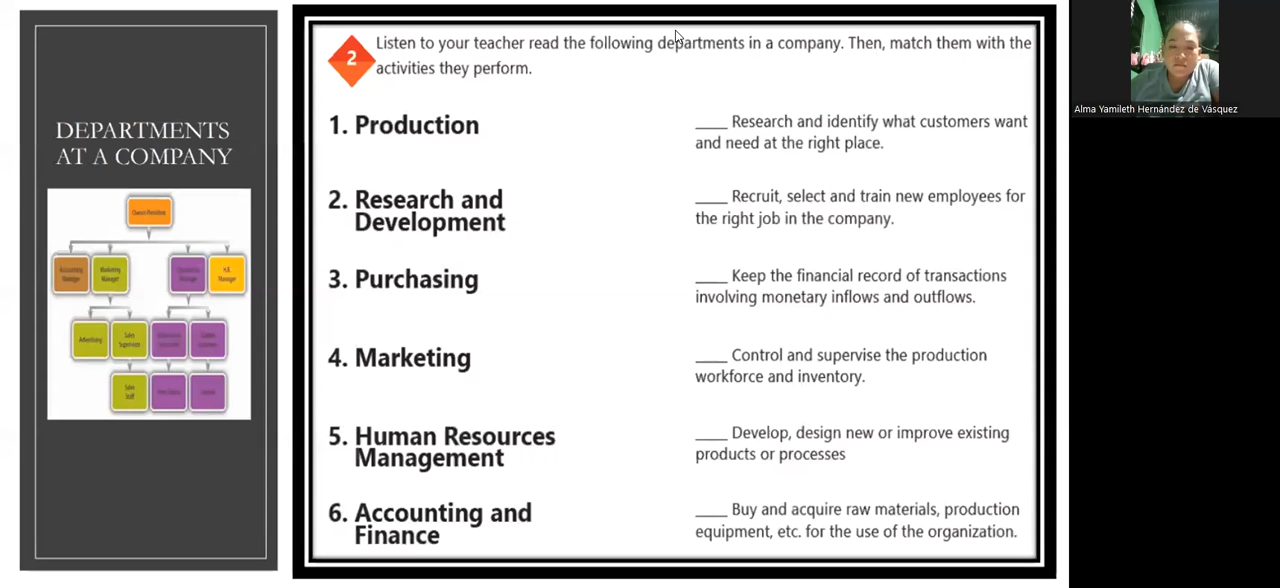 DEPARTMENTS
AT A COMPANY
Advertising
2
Listen to your teacher read the following departments in a company. Then, match them with the
activities they perform.
1. Production
____ Research and identify what customers want
and need at the right place.
2. Research and
Development
____ Recruit, select and train new employees for
the right job in the company.
3. Purchasing
____ Keep the financial record of transactions
involving monetary inflows and outflows.
4. Marketing
____ Control and supervise the production
workforce and inventory.
5. Human Resources
Management
____ Develop, design new or improve existing
products or processes
6. Accounting and
Finance
____ Buy and acquire raw materials, production
equipment, etc. for the use of the organization.
Alma Yamileth Hernández de Vásquez